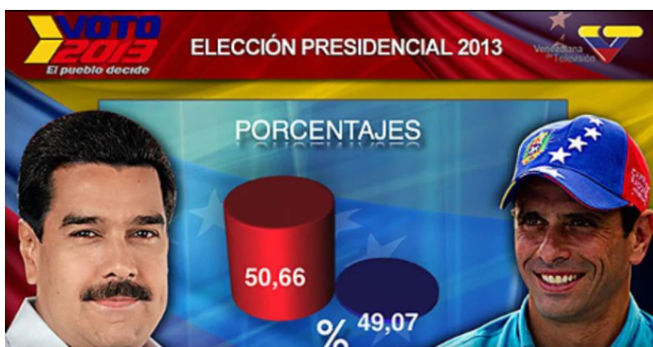 VOTO
2013
El pueblo decide
ELECCIÓN PRESIDENCIAL 2013
Venezolana
de Televisión
PORCENTAJES
50,66
49,07
%